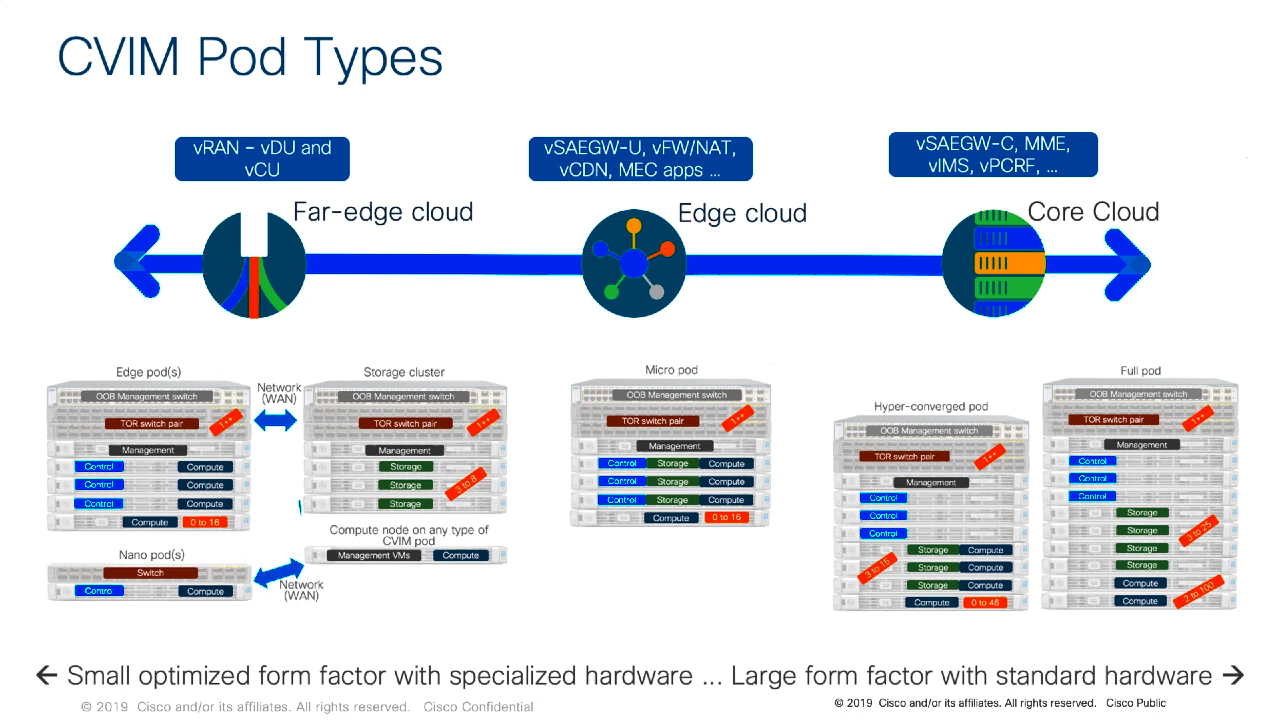 CVIM Pod Types
vRAN – vDU and
vCU
vSAEGW-U, vFW/NAT,
vCDN, MEC apps ...
vSAEGW-C, MME,
vIMS, vPCRF, ...
Far-edge cloud
Edge cloud
Core Cloud
Edge pod(s)
OOB Management switch
TOR switch pair
1++
Management
Control Compute
Control Compute
Control Compute
Compute 0 to 16
Network
(WAN)
Storage cluster
OOB Management switch
TOR switch pair
1++
Management
Storage
Storage
Storage
3 to 8
Nano pod(s)
Switch
Contro Compute
Network
(WAN)
Compute node on any type of
CVIM pod
Management VMs Compute
Micro pod
OOB Management switch
TOR switch pair
1++
Management
Control Storage Compute
Control Storage Compute
Control Storage Compute
Compute 0 to 16
Hyper-converged pod
OOB Management switch
TOR switch pair
1++
Management
Control
Control
Control
Storage Compute
Storage Compute
Storage Compute
3 to 15
Compute 0 to 46
Full pod
OOB Management switch
TOR switch pair
1++
Management
Control
Control
Control
Storage
Storage
Storage
Storage
3 to 25
Compute
Compute
2 to 100
← Small optimized form factor with specialized hardware ... Large form factor with standard hardware →
© 2019 Cisco and/or its affiliates. All rights reserved. Cisco Confidential
© 2019 Cisco and/or its affiliates. All rights reserved. Cisco Public